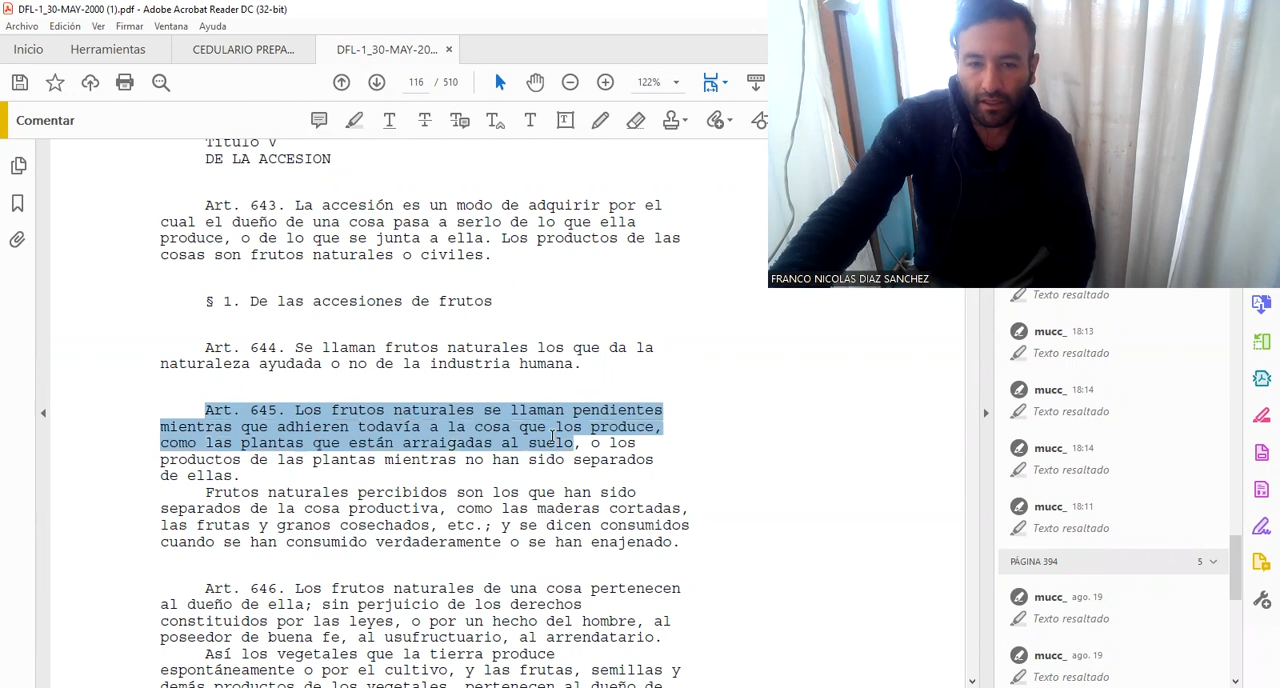 DFL-1_30-MAY-2000 (1).pdf - Adobe Acrobat Reader DC (32-bit)
Archivo Edición Ver Firmar Ventana Ayuda
Inicio Herramientas CEDULARIO PREPA... DFL-1_30-MAY-20... ×
116 / 510 122%
Comentar
Título V
DE LA ACCESION
Art. 643. La accesión es un modo de adquirir por el
cual el dueño de una cosa pasa a serlo de lo que ella
produce, o de lo que se junta a ella. Los productos de las
cosas son frutos naturales o civiles.
§ 1. De las accesiones de frutos
Art. 644. Se llaman frutos naturales los que da la
naturaleza ayudada o no de la industria humana.
Art. 645. Los frutos naturales se llaman pendientes
mientras que adhieren todavía a la cosa que los produce,
como las plantas que están arraigadas al suelo, o los
productos de las plantas mientras no han sido separados
de ellas.
Frutos naturales percibidos son los que han sido
separados de la cosa productiva, como las maderas cortadas,
las frutas y granos cosechados, etc.; y se dicen consumidos
cuando se han consumido verdaderamente o se han enajenado.
Art. 646. Los frutos naturales de una cosa pertenecen
al dueño de ella; sin perjuicio de los derechos
constituidos por las leyes, o por un hecho del hombre, al
poseedor de buena fe, al usufructuario, al arrendatario.
Así los vegetales que la tierra produce
espontáneamente o por el cultivo, y las frutas, semillas y
demás productos de los vegetales, pertenecen al dueño de
FRANCO NICOLAS DIAZ SANCHEZ
Texto resaltado
mucc_ 18:13
Texto resaltado
mucc_ 18:14
Texto resaltado
mucc_ 18:14
Texto resaltado
mucc_ 18:11
Texto resaltado
PÁGINA 394 5
mucc_ ago. 19
Texto resaltado
mucc_ ago. 19
Texto resaltado